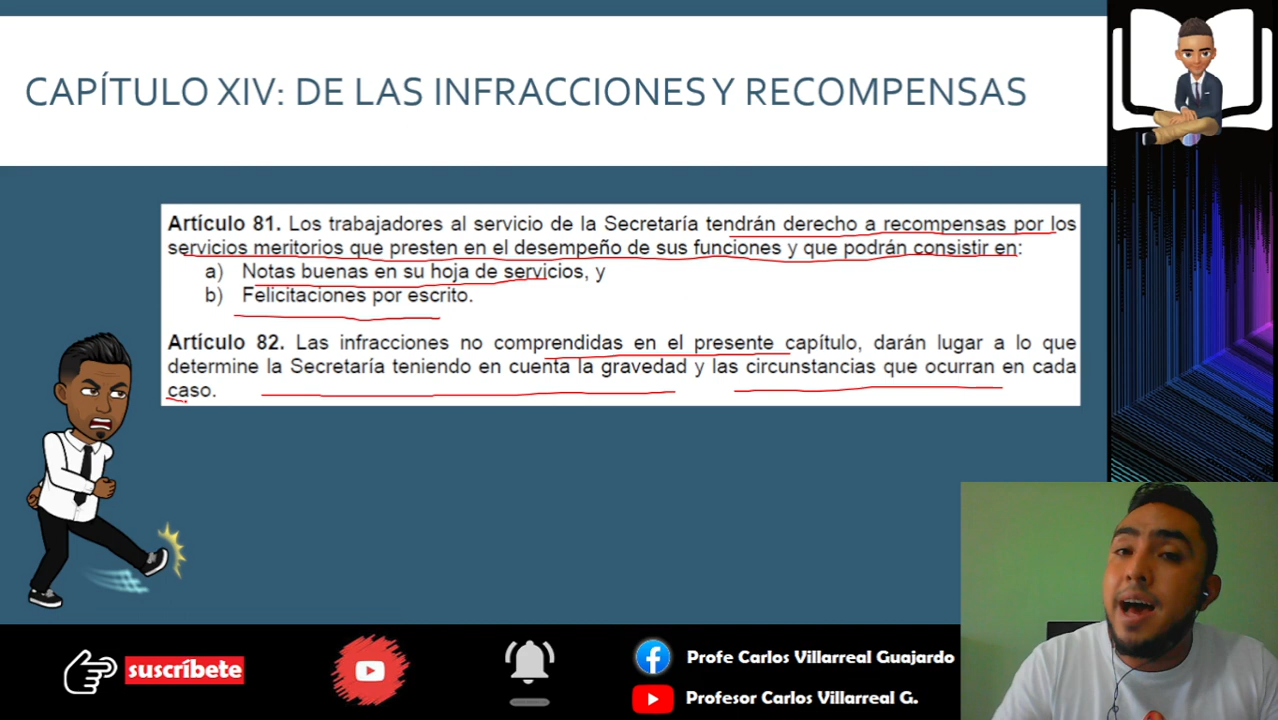 CAPÍTULO XIV: DE LAS INFRACCIONES Y RECOMPENSAS
Artículo 81. Los trabajadores al servicio de la Secretaría tendrán derecho a recompensas por los
servicios meritorios que presten en el desempeño de sus funciones y que podrán consistir en:
a) Notas buenas en su hoja de servicios, y
b) Felicitaciones por escrito.
Artículo 82. Las infracciones no comprendidas en el presente capítulo, darán lugar a lo que
determine la Secretaría teniendo en cuenta la gravedad y las circunstancias que ocurran en cada
caso.
suscríbete
Profe Carlos Villarreal Guajardo
Profesor Carlos Villarreal G.